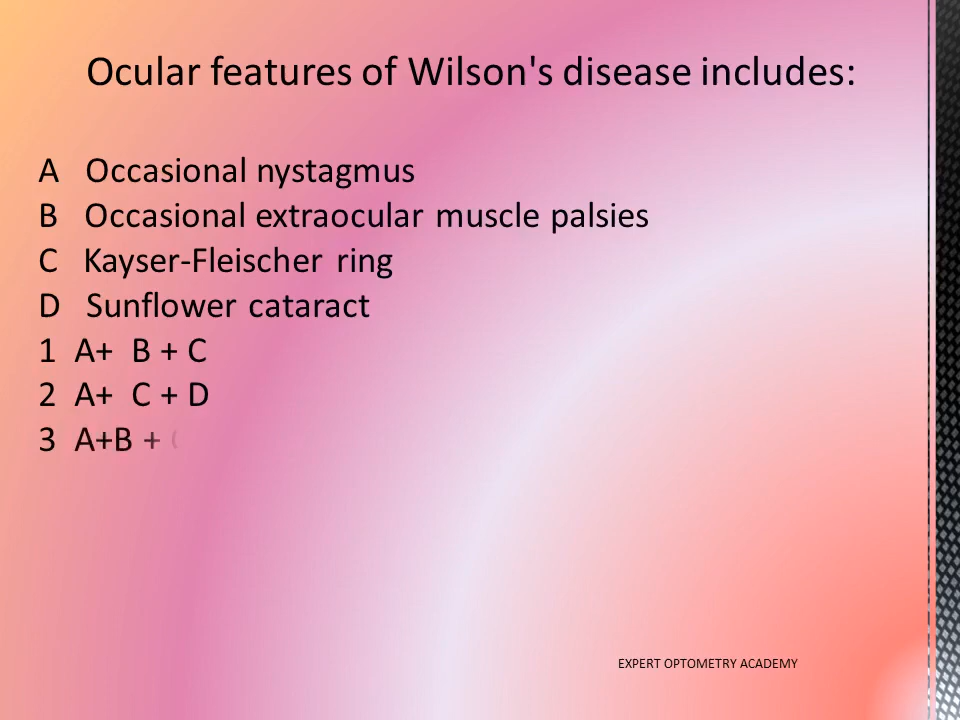 Ocular features of Wilson's disease includes:
A Occasional nystagmus
B Occasional extraocular muscle palsies
C Kayser-Fleischer ring
D Sunflower cataract
1 A+ B + C
2 A+ C + D
3 A+B +
EXPERT OPTOMETRY ACADEMY